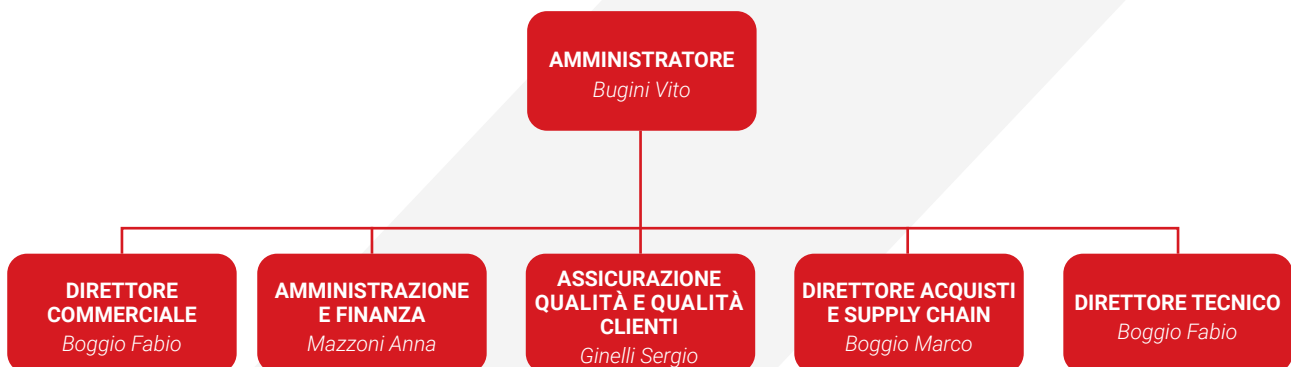 AMMINISTRATORE
Bugini Vito
DIRETTORE
COMMERCIALE
Boggio Fabio
AMMINISTRAZIONE
E FINANZA
Mazzoni Anna
ASSICURAZIONE
QUALITÀ E QUALITÀ
CLIENTI
Ginelli Sergio
DIRETTORE ACQUISTI
E SUPPLY CHAIN
Boggio Marco
DIRETTORE TECNICO
Boggio Fabio